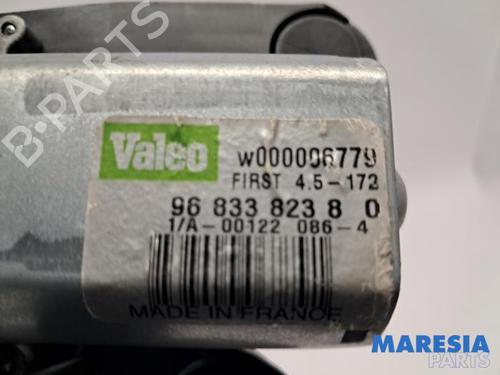 B-PARTS
Valeo
w000006779
FIRST 4.5-172
96 833 823 8 0
1/A-00122 086-4
MADE IN FRANCE
MARESIA
AUTO PARTS